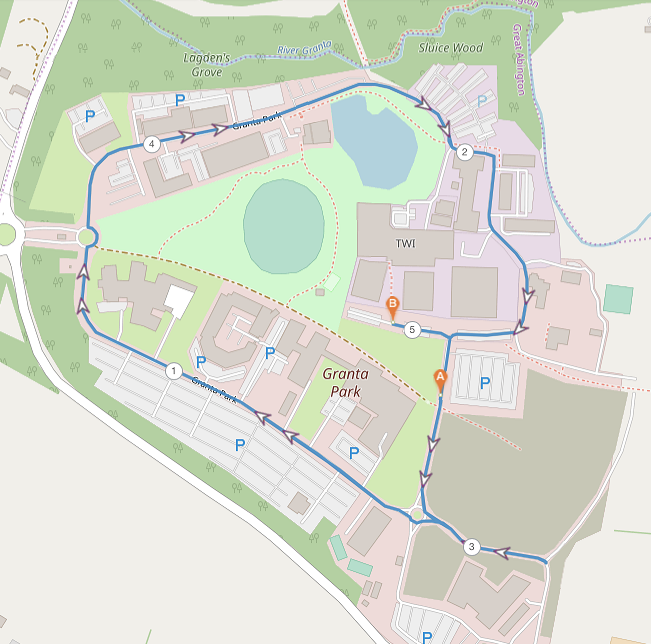 Abington
River Granta
Sluice Wood
Lagden's
Grove
Great Abington
P
P
P
Granta Park
4
2
TWI
B
5
P
P
Granta
Park
A
P
1
Granta Park
P
P
3
P